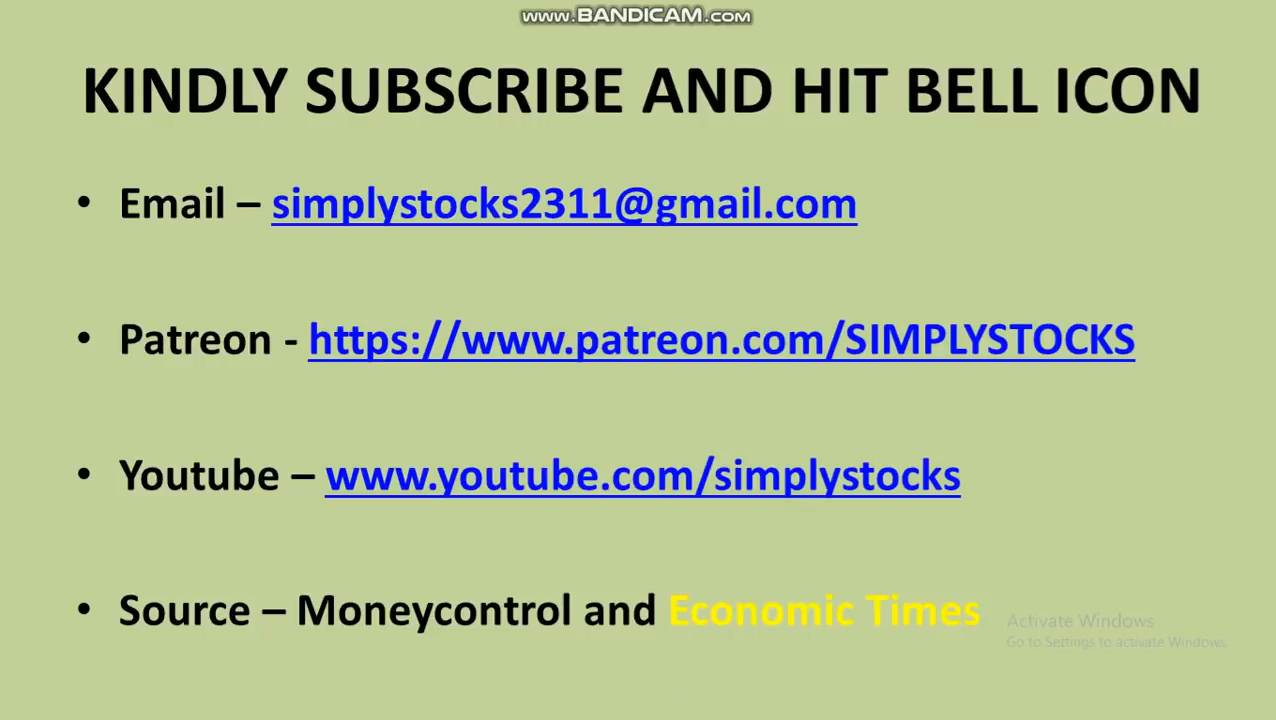 www.BANDICAM.com
KINDLY SUBSCRIBE AND HIT BELL ICON
• Email – simplystocks2311@gmail.com
• Patreon - https://www.patreon.com/SIMPLYSTOCKS
• Youtube – www.youtube.com/simplystocks
• Source – Moneycontrol and Economic Times
Activate Windows
Go to Settings to activate Windows.